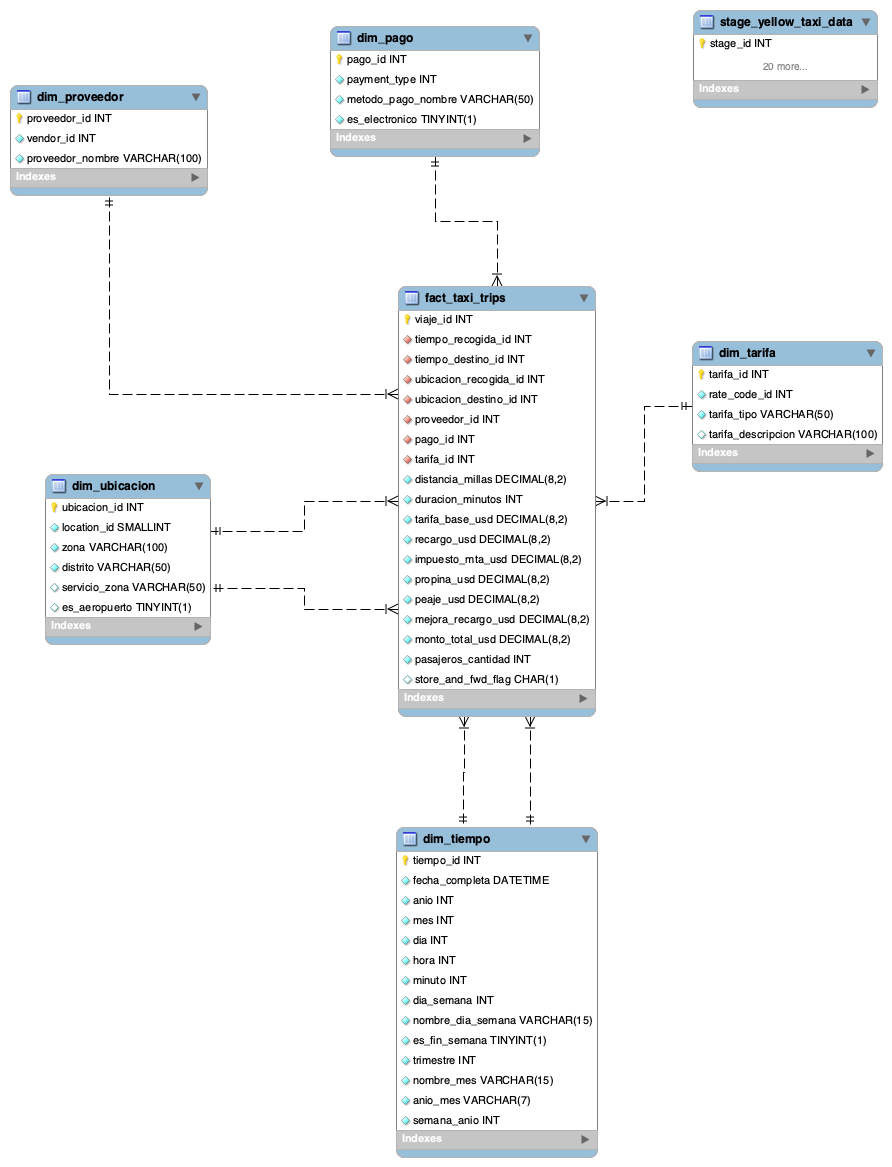 stage_yellow_taxi_data
stage_id INT
20 more...
Indexes
dim_pago
pago_id INT
payment_type INT
metodo_pago_nombre VARCHAR(50)
es_electronico TINYINT(1)
Indexes
dim_proveedor
proveedor_id INT
vendor_id INT
proveedor_nombre VARCHAR(100)
Indexes
fact_taxi_trips
viaje_id INT
tiempo_recogida_id INT
tiempo_destino_id INT
ubicacion_recogida_id INT
ubicacion_destino_id INT
proveedor_id INT
pago_id INT
tarifa_id INT
distancia_millas DECIMAL(8,2)
duracion_minutos INT
tarifa_base_usd DECIMAL(8,2)
recargo_usd DECIMAL(8,2)
impuesto_mta_usd DECIMAL(8,2)
propina_usd DECIMAL(8,2)
peaje_usd DECIMAL(8,2)
mejora_recargo_usd DECIMAL(8,2)
monto_total_usd DECIMAL(8,2)
pasajeros_cantidad INT
store_and_fwd_flag CHAR(1)
Indexes
dim_tarifa
tarifa_id INT
rate_code_id INT
tarifa_tipo VARCHAR(50)
tarifa_descripcion VARCHAR(100)
Indexes
dim_ubicacion
ubicacion_id INT
location_id SMALLINT
zona VARCHAR(100)
distrito VARCHAR(50)
servicio_zona VARCHAR(50)
es_aeropuerto TINYINT(1)
Indexes
dim_tiempo
tiempo_id INT
fecha_completa DATETIME
anio INT
mes INT
dia INT
hora INT
minuto INT
dia_semana INT
nombre_dia_semana VARCHAR(15)
es_fin_semana TINYINT(1)
trimestre INT
nombre_mes VARCHAR(15)
anio_mes VARCHAR(7)
semana_anio INT
Indexes